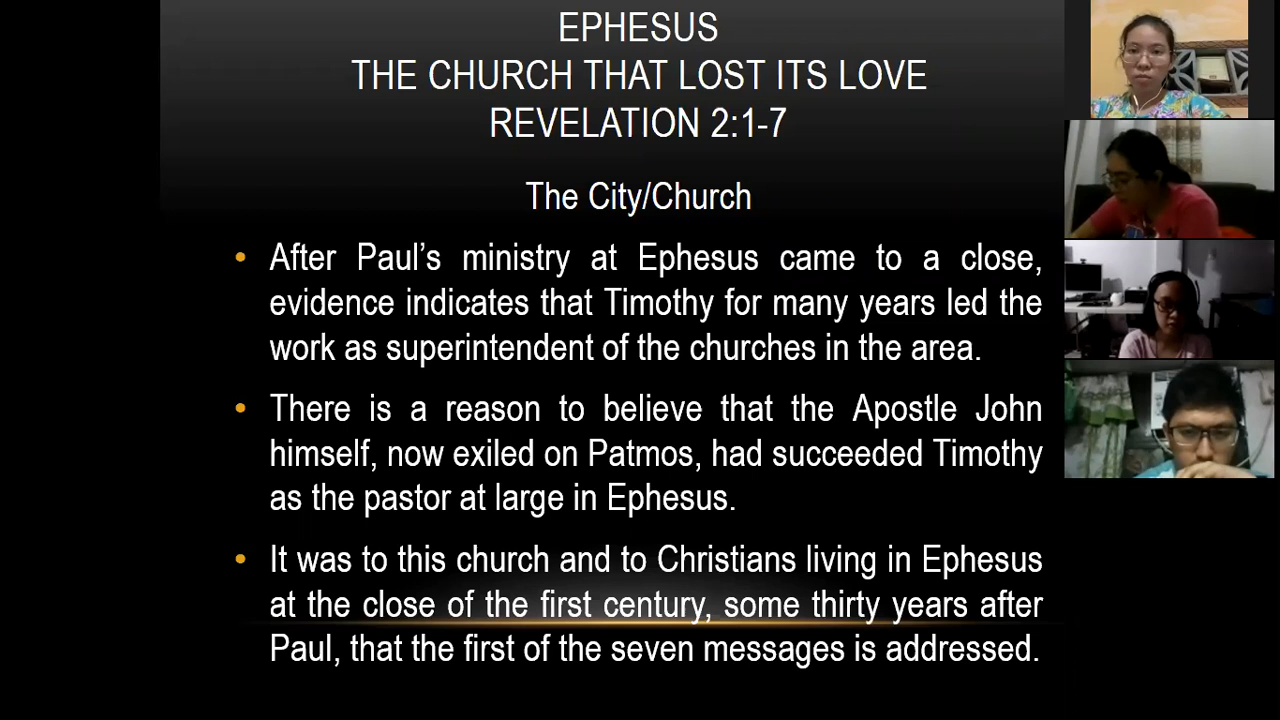 EPHESUS
THE CHURCH THAT LOST ITS LOVE
REVELATION 2:1-7
The City/Church
• After Paul’s ministry at Ephesus came to a close,
evidence indicates that Timothy for many years led the
work as superintendent of the churches in the area.
• There is a reason to believe that the Apostle John
himself, now exiled on Patmos, had succeeded Timothy
as the pastor at large in Ephesus.
• It was to this church and to Christians living in Ephesus
at the close of the first century, some thirty years after
Paul, that the first of the seven messages is addressed.